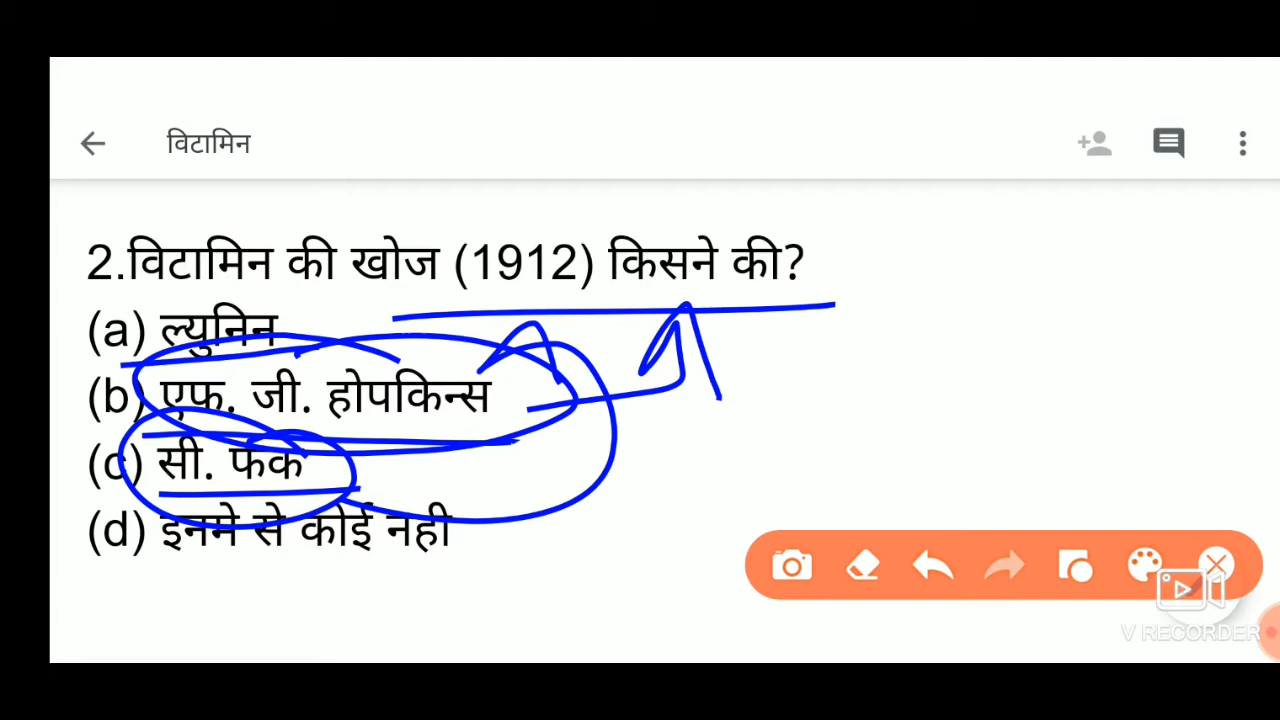 विटामिन
2.विटामिन की खोज (1912) किसने की?
(a) ल्युनिन
(b) एफ. जी. होपकिन्स
(c) सी. फंक
(d) इनमे से कोई नही
V RECORDER